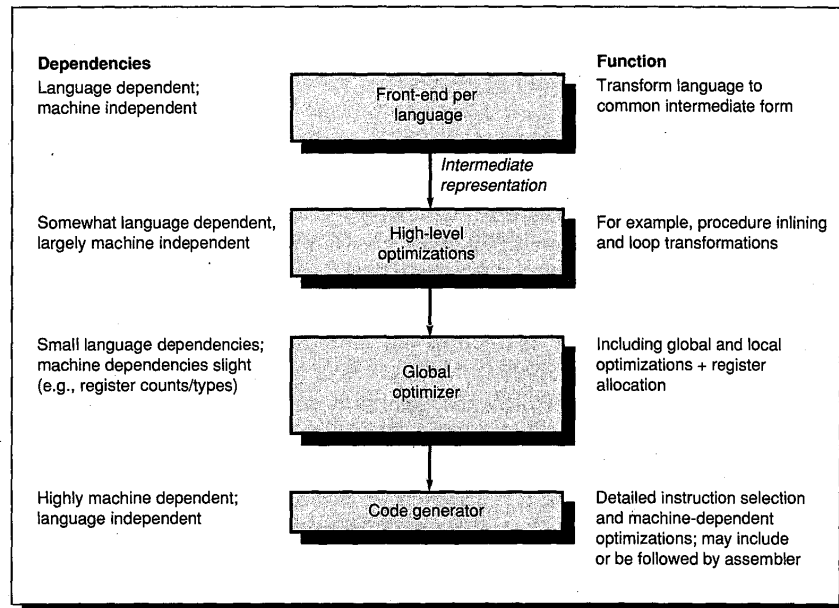 Dependencies
Language dependent;
machine independent
Front-end per
language
Function
Transform language to
common intermediate form
Intermediate
representation
Somewhat language dependent,
largely machine independent
High-level
optimizations
For example, procedure inlining
and loop transformations
Small language dependencies;
machine dependencies slight
(e.g., register counts/types)
Global
optimizer
Including global and local
optimizations + register
allocation
Highly machine dependent;
language independent
Code generator
Detailed instruction selection
and machine-dependent
optimizations; may include
or be followed by assembler